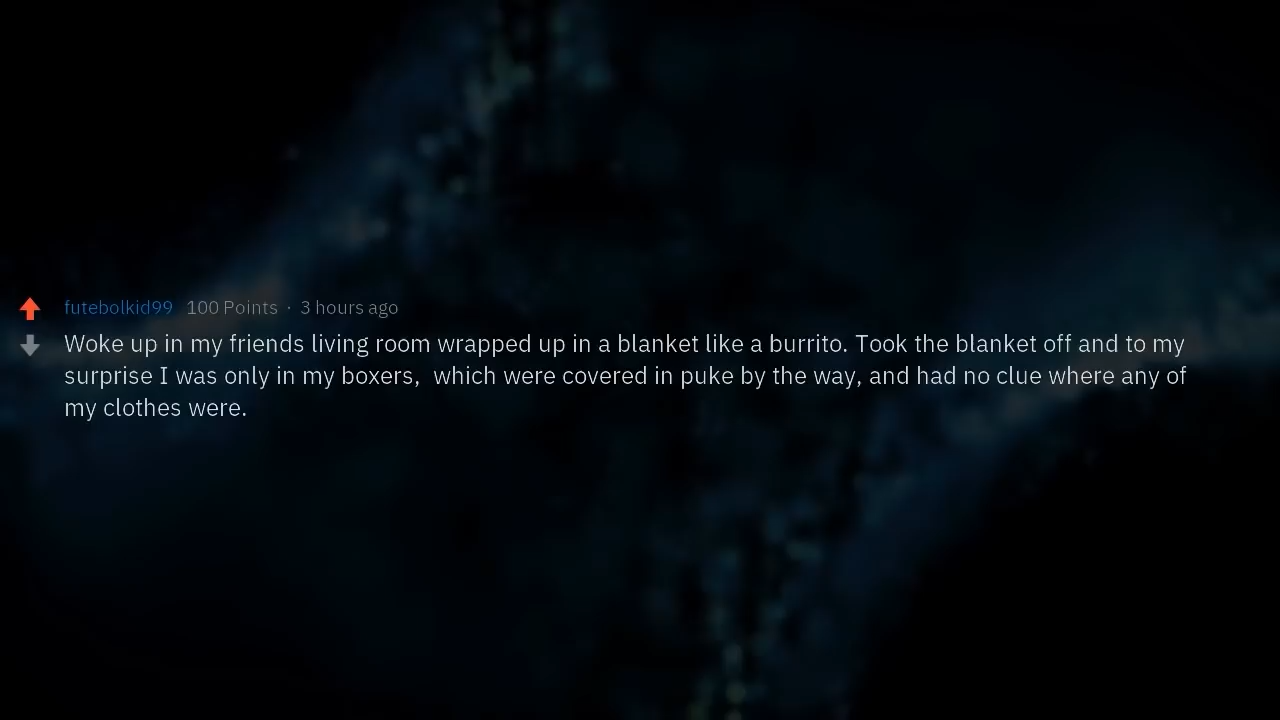 futebolkid99 100 Points · 3 hours ago
Woke up in my friends living room wrapped up in a blanket like a burrito. Took the blanket off and to my
surprise I was only in my boxers,  which were covered in puke by the way, and had no clue where any of
my clothes were.